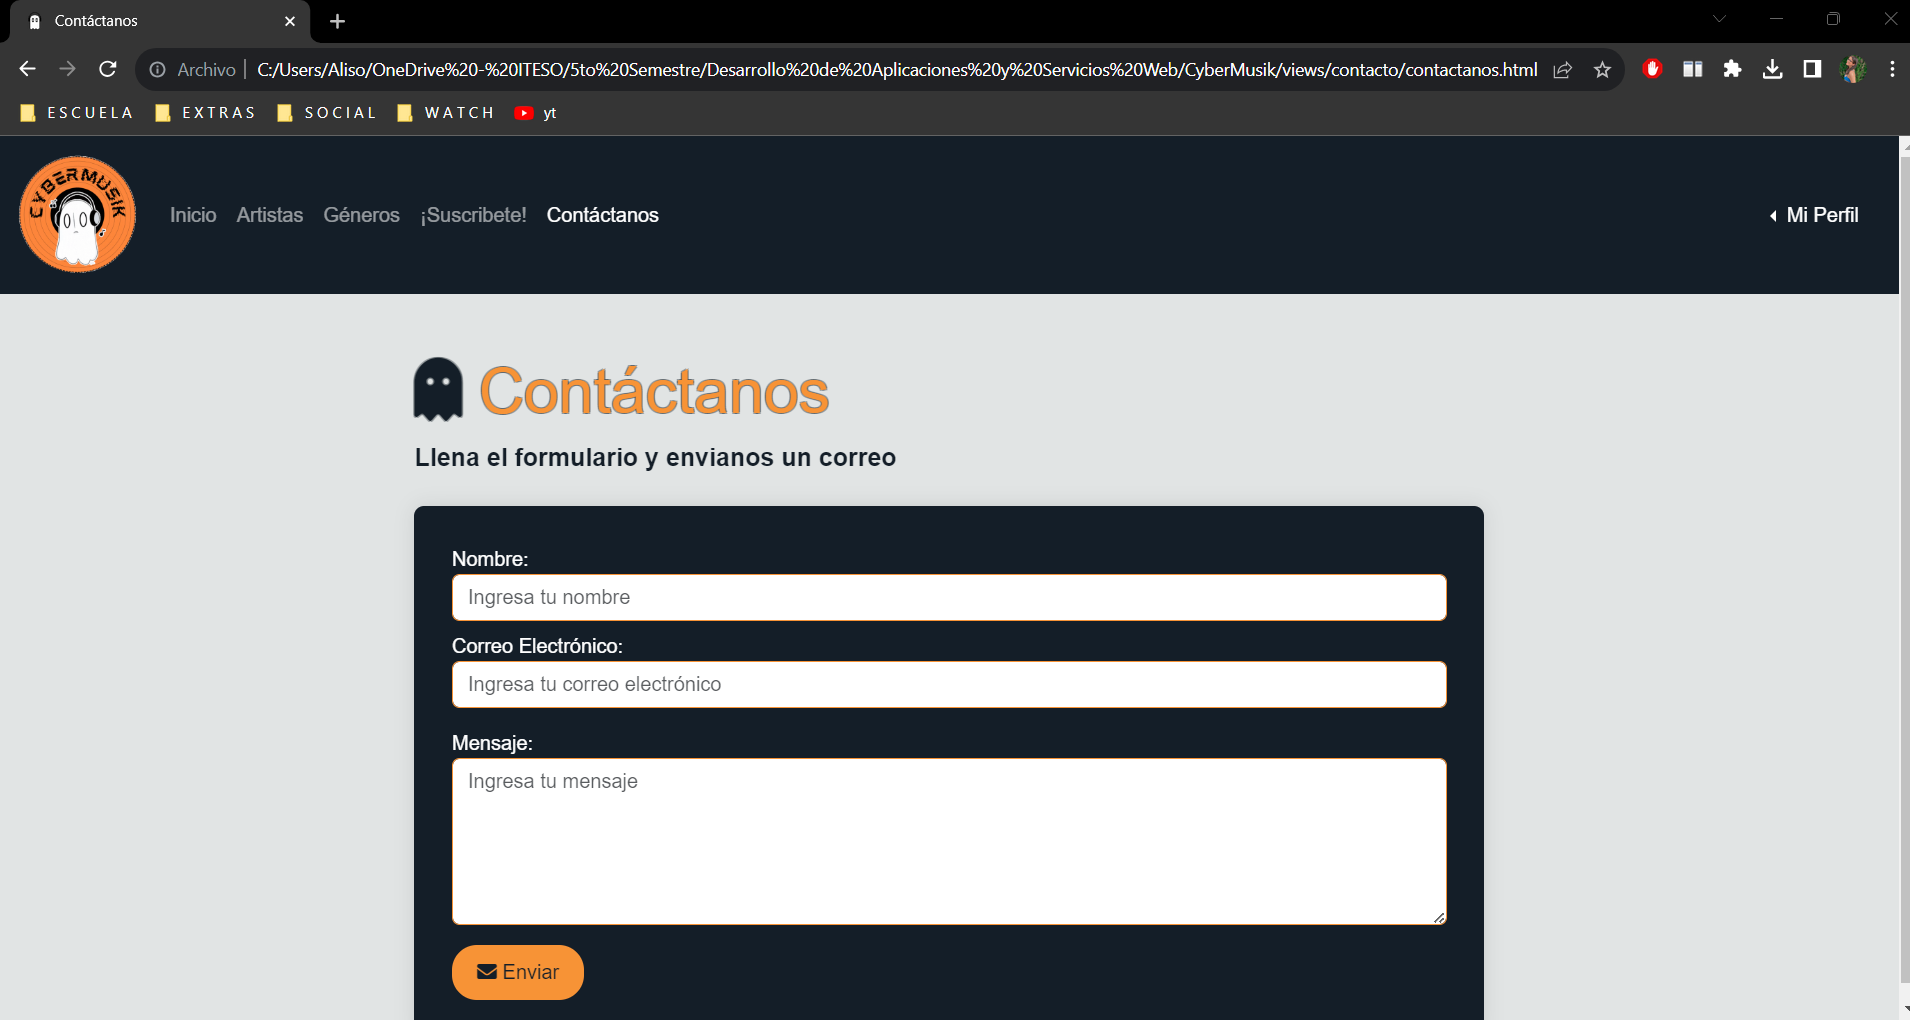 Contáctanos
Archivo C:/Users/Aliso/OneDrive%20-%20ITESO/5to%20Semestre/Desarrollo%20de%20Aplicaciones%20y%20Servicios%20Web/CyberMusik/views/contacto/contactanos.html
ESCUELA EXTRAS SOCIAL WATCH yt
CYBERMUSIK
Inicio Artistas Géneros ¡Suscribete! Contáctanos Mi Perfil
Contáctanos
Llena el formulario y envianos un correo
Nombre:
Ingresa tu nombre
Correo Electrónico:
Ingresa tu correo electrónico
Mensaje:
Ingresa tu mensaje
Enviar